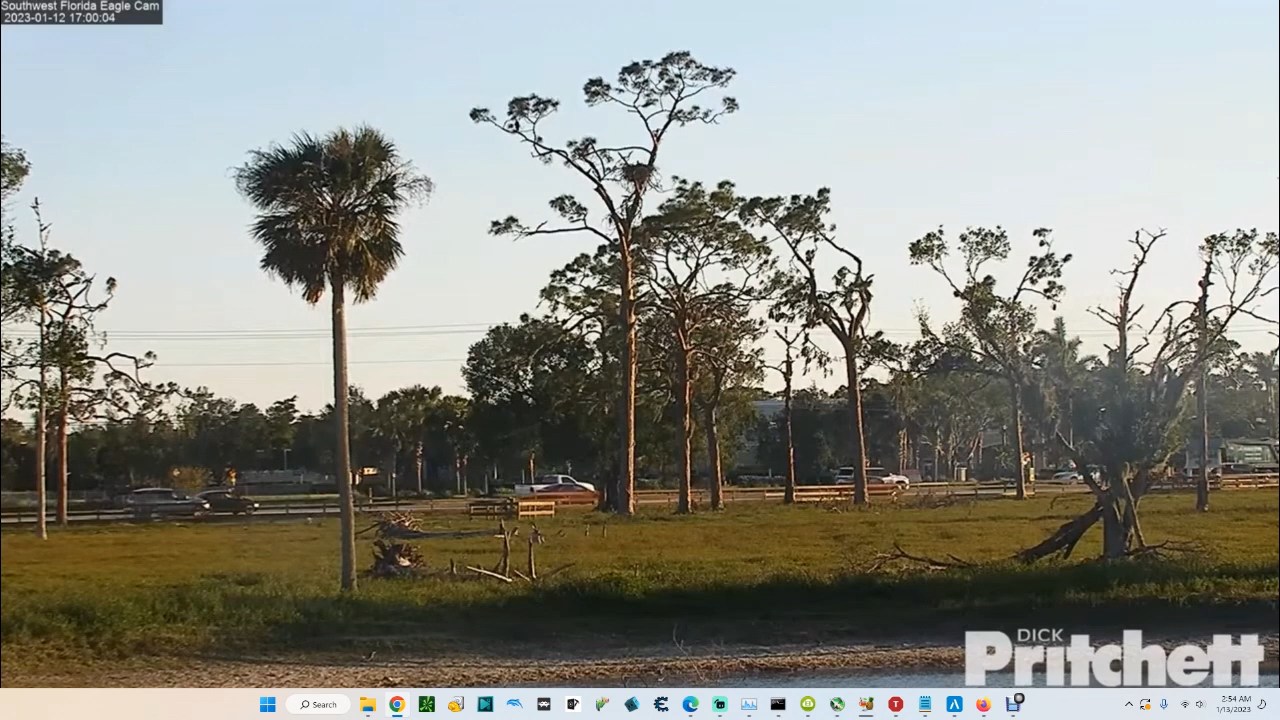 Southwest Florida Eagle Cam
2023-01-12 17:00:04
DICK
Pritchett
Search
2:54 AM
1/13/2023